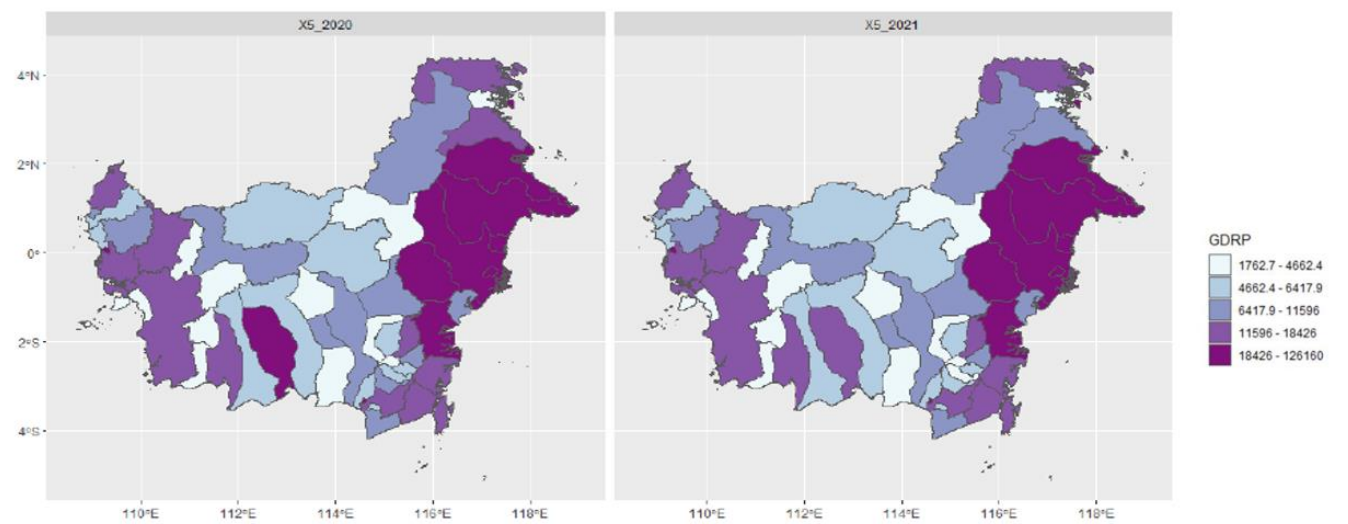 X5_2020
X5_2021
4°N
2°N
0°
2°S
4°S
110°E 112°E 114°E 116°E 118°E
110°E 112°E 114°E 116°E 118°E
GDRP
1762.7 - 4662.4
4662.4 - 6417.9
6417.9 - 11596
11596 - 18426
18426 - 126160